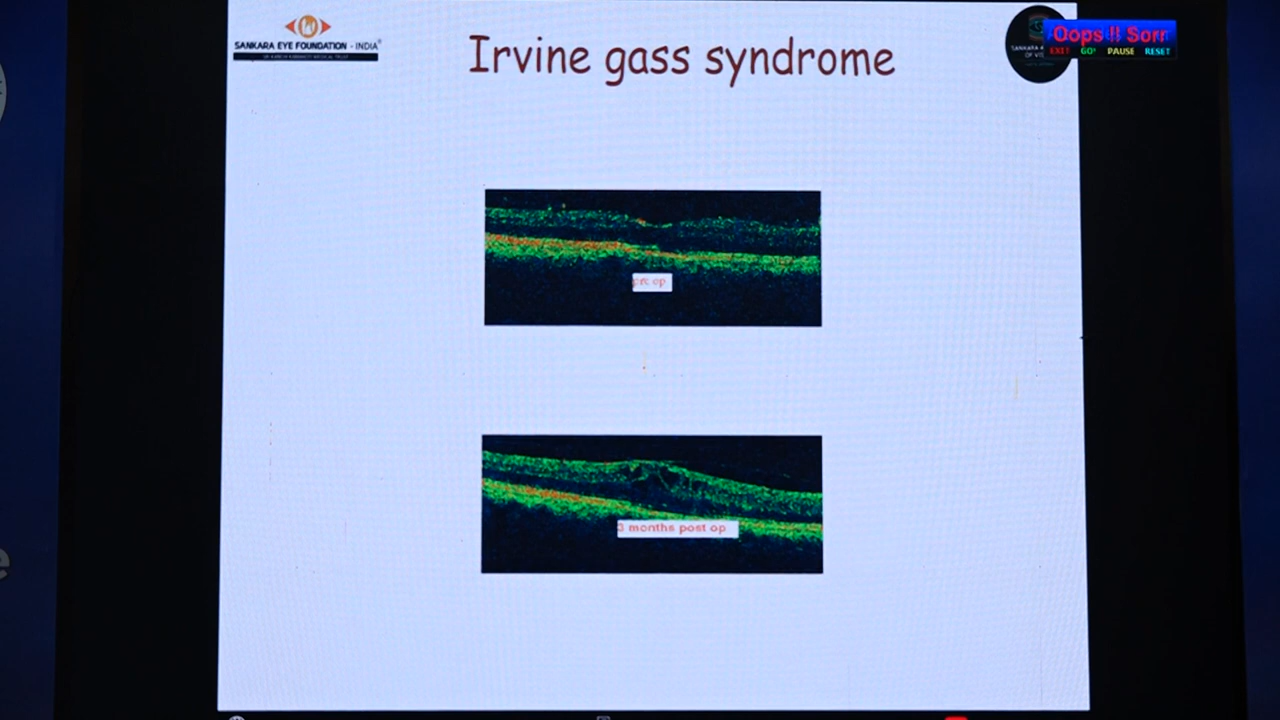 SANKARA EYE FOUNDATION - INDIA
Irvine gass syndrome
Oops !! Sorr
EXIT GO! PAUSE RESET
pre op
3 months post op